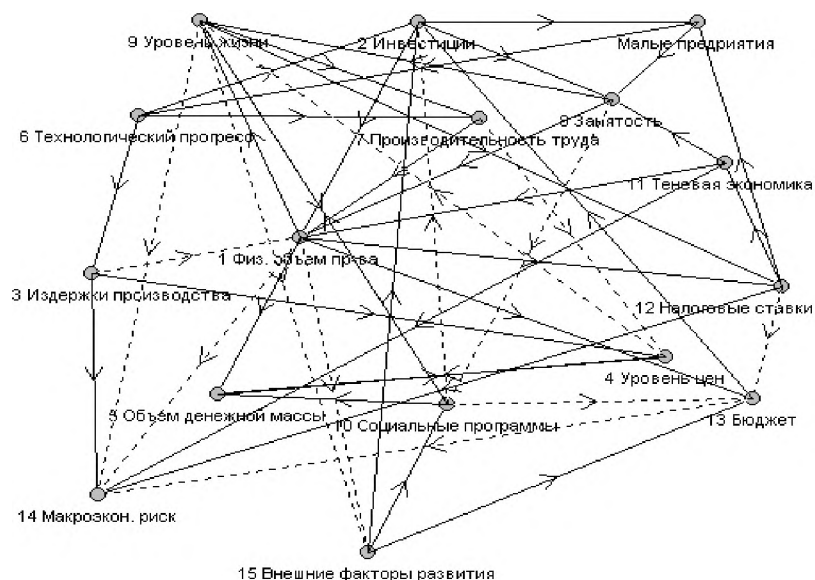 9 Уровень жизни
2 Инвестиции
Малые предприятия
6 Технологический прогресс
7 Производительность труда
8 Занятость
11 Теневая экономика
1 Физ. объем пр-ва
3 Издержки производства
12 Налоговые ставки
4 Уровень цен
5 Объем денежной массы
10 Социальные программы
13 Бюджет
14 Макроэкон. риск
15 Внешние факторы развития